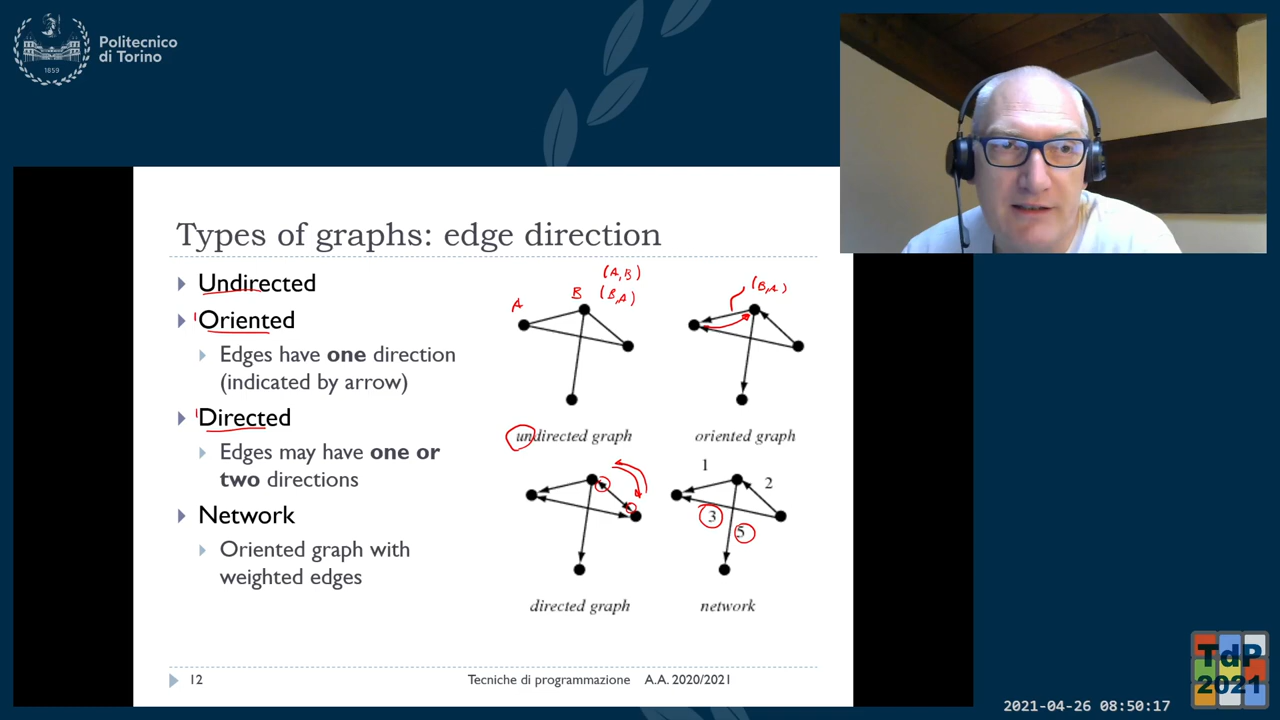 Politecnico
di Torino
1859
Types of graphs: edge direction
Undirected
Oriented
Edges have one direction
(indicated by arrow)
Directed
Edges may have one or
two directions
Network
Oriented graph with
weighted edges
(A,B)
(B,A)
A
B
undirected graph
(B,A)
oriented graph
directed graph
1
2
3
5
network
12
Tecniche di programmazione A.A. 2020/2021
TdP
2021
2021-04-26 08:50:17